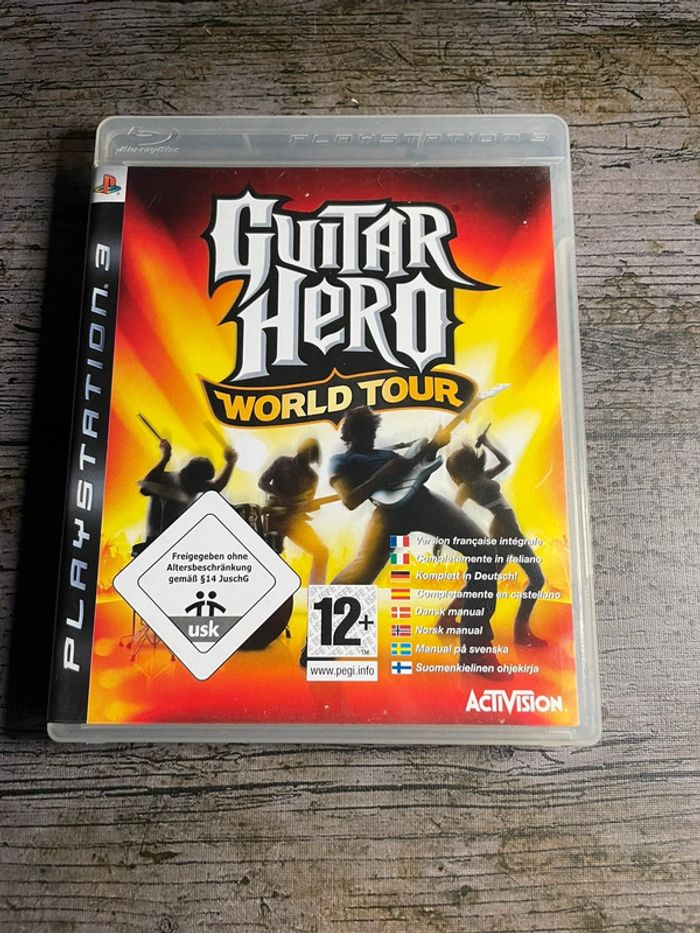 Blu-ray Disc
PLAYSTATION 3
PLAYSTATION 3
GUITAR
HERO
WORLD TOUR
Freigegeben ohne
Altersbeschränkung
gemäß §14 JuschG
usk
12+
TM
www.pegi.info
Version française intégrale
Completamente in italiano
Komplett in Deutsch!
Completamente en castellano
Dansk manual
Norsk manual
Manual på svenska
Suomenkielinen ohjekirja
ACTIVISION